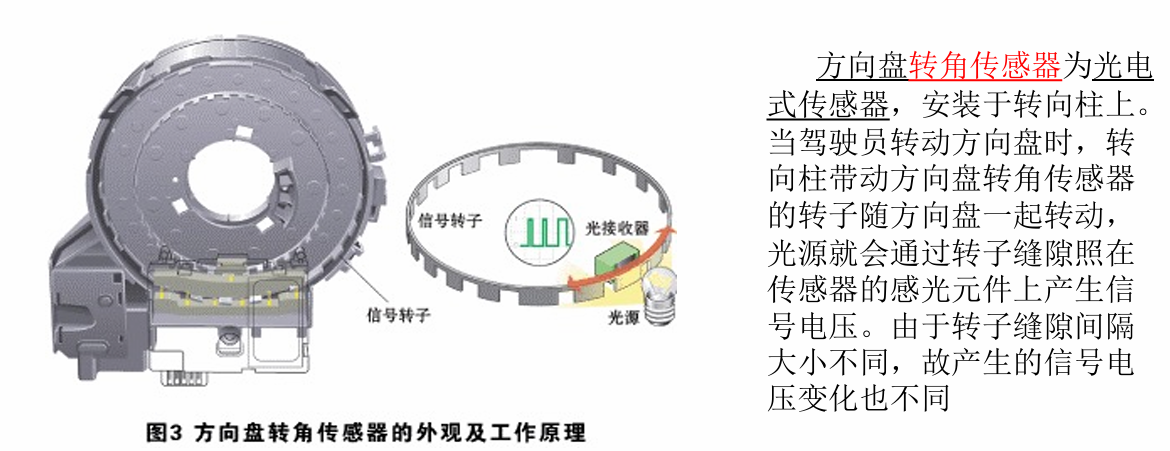 方向盘转角传感器为光电
式传感器，安装于转向柱上。
当驾驶员转动方向盘时，转
向柱带动方向盘转角传感器
的转子随方向盘一起转动，
光源就会通过转子缝隙照在
传感器的感光元件上产生信
号电压。由于转子缝隙间隔
大小不同，故产生的信号电
压变化也不同
信号转子
光接收器
信号转子
光源
图3 方向盘转角传感器的外观及工作原理